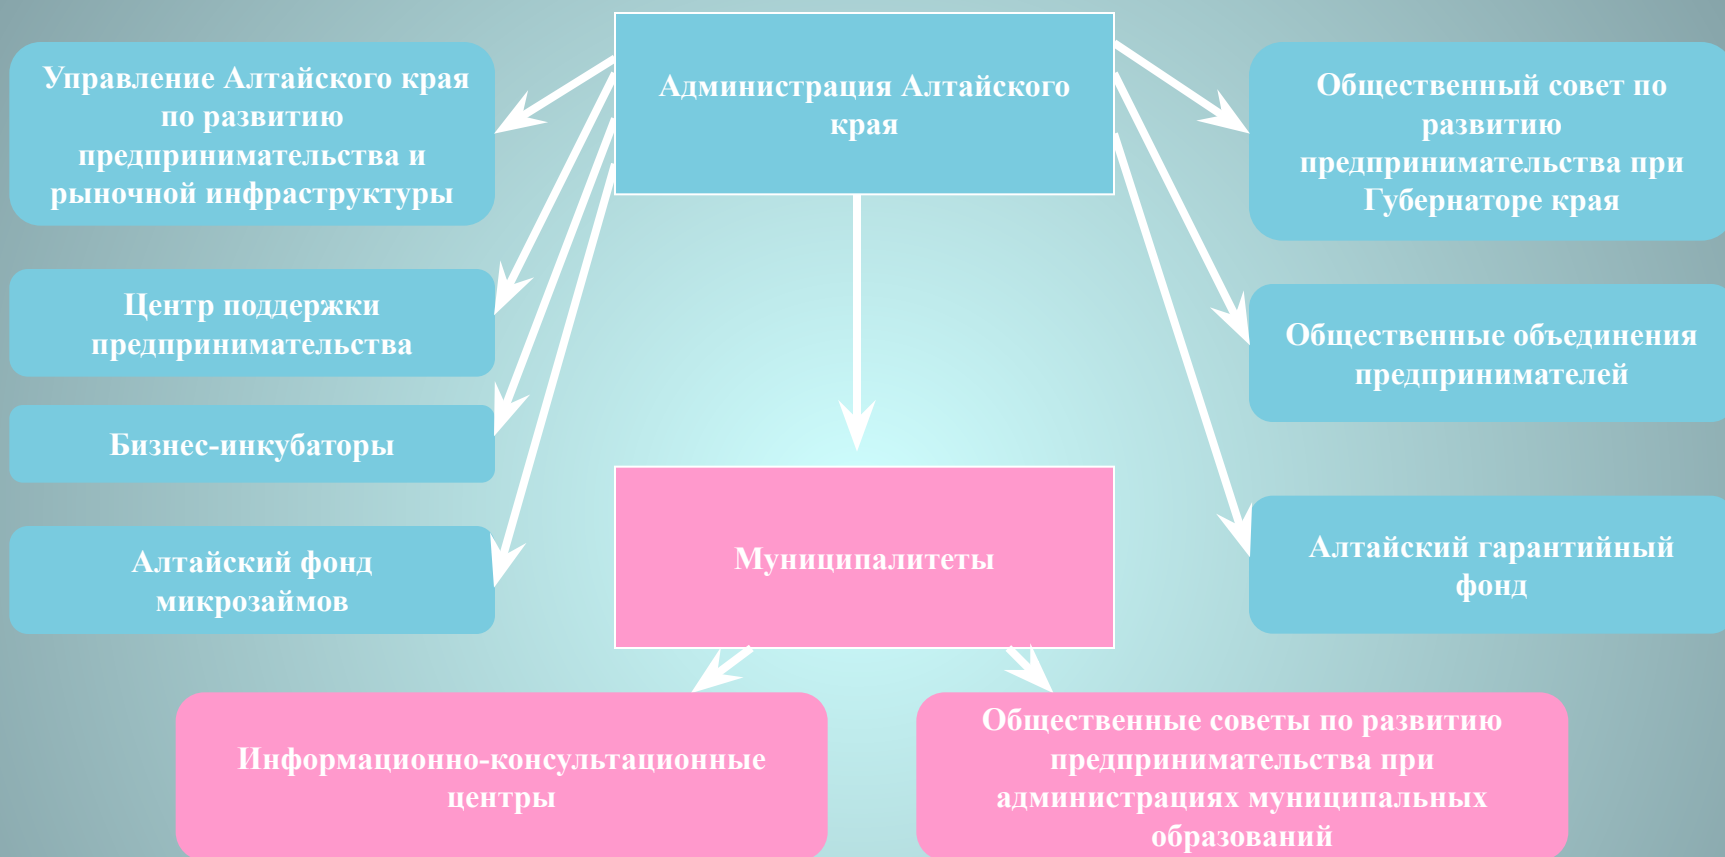 Администрация Алтайского
края
Управление Алтайского края
по развитию
предпринимательства и
рыночной инфраструктуры
Центр поддержки
предпринимательства
Бизнес-инкубаторы
Алтайский фонд
микрозаймов
Общественный совет по
развитию
предпринимательства при
Губернаторе края
Общественные объединения
предпринимателей
Алтайский гарантийный
фонд
Муниципалитеты
Информационно-консультационные
центры
Общественные советы по развитию
предпринимательства при
администрациях муниципальных
образований